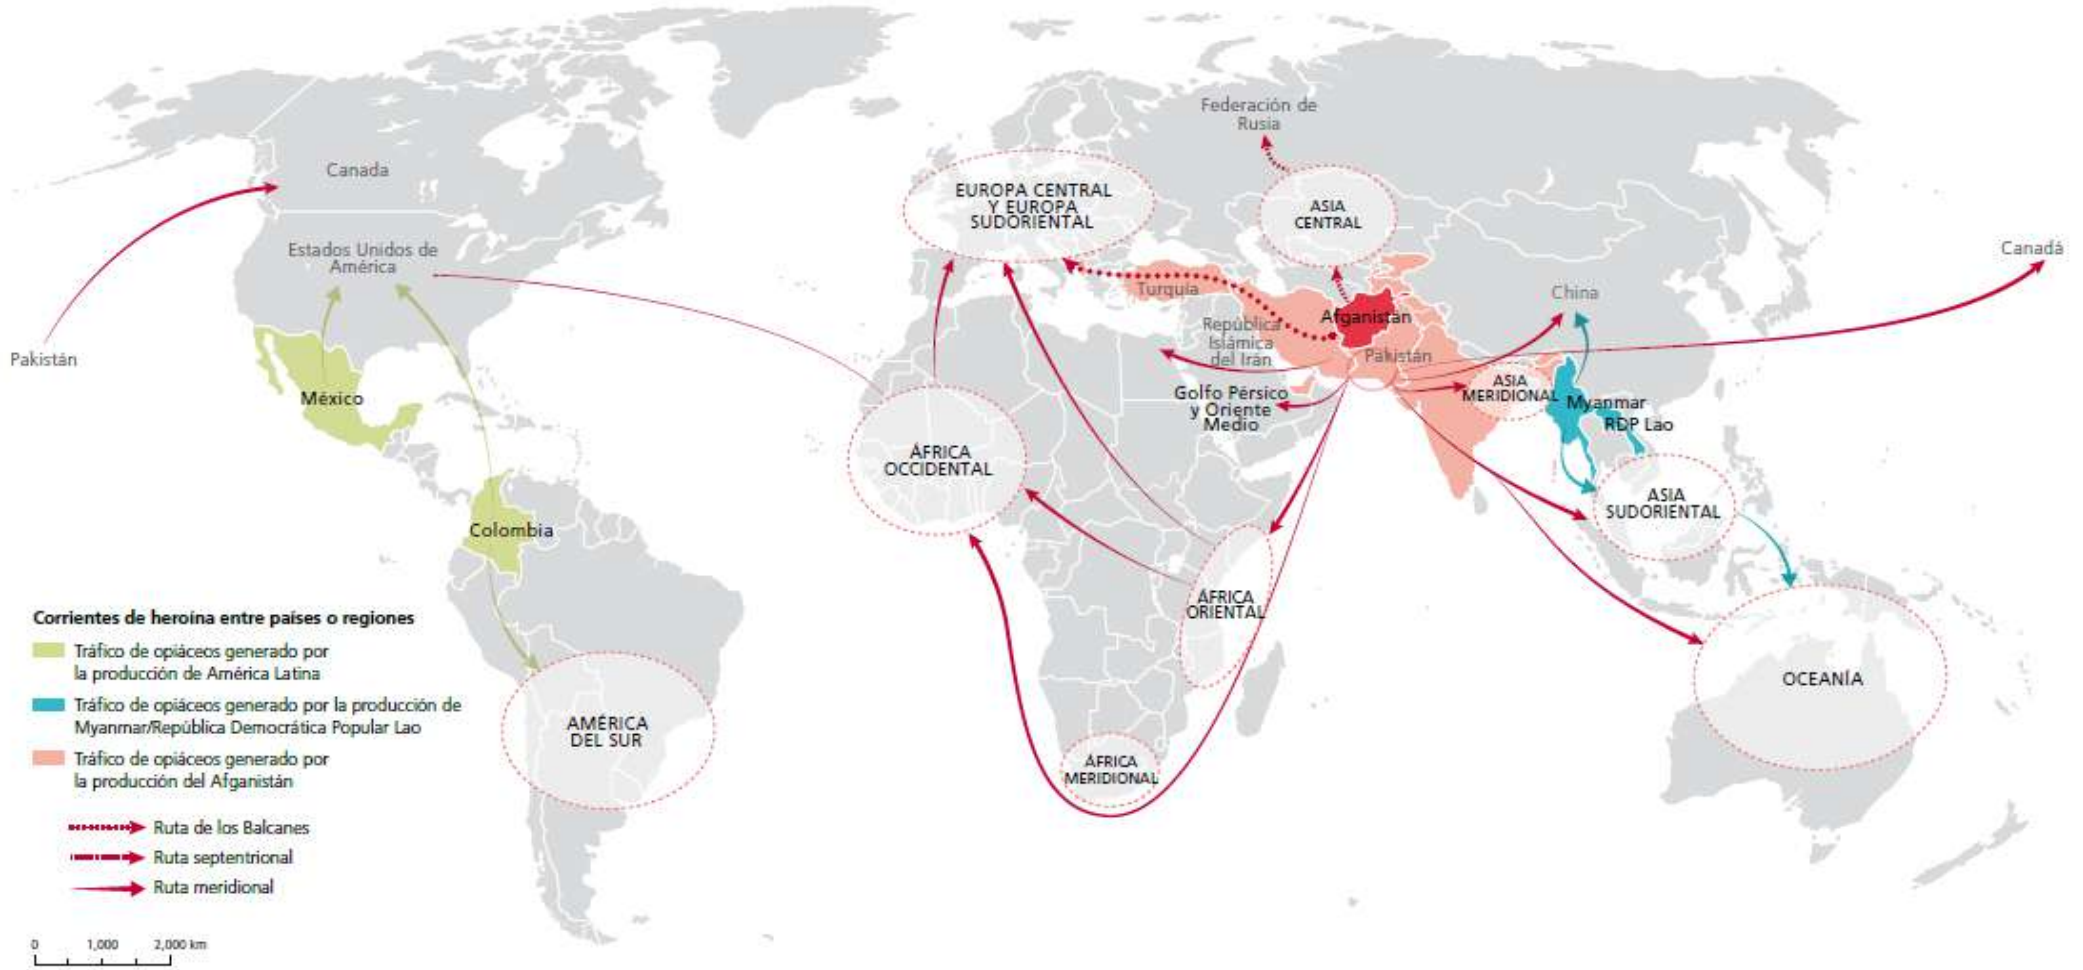 Federación de
Rusia
Canada
EUROPA CENTRAL
Y EUROPA
SUDORIENTAL
ASIA
CENTRAL
Estados Unidos de
América
Canadá
Turquía
China
Afganistán
República
Islámica
del Irán
Pakistán
Pakistán
México
Golfo Pérsico
y Oriente
Medio
ASIA
MERIDIONAL
Myanmar
RDP Lao
ÁFRICA
OCCIDENTAL
ASIA
SUDORIENTAL
Colombia
ÁFRICA
ORIENTAL
OCEANÍA
AMÉRICA
DEL SUR
ÁFRICA
MERIDIONAL
Corrientes de heroína entre países o regiones
Tráfico de opiáceos generado por
la producción de América Latina
Tráfico de opiáceos generado por la producción de
Myanmar/República Democrática Popular Lao
Tráfico de opiáceos generado por
la producción del Afganistán
Ruta de los Balcanes
Ruta septentrional
Ruta meridional
0 1,000 2,000 km